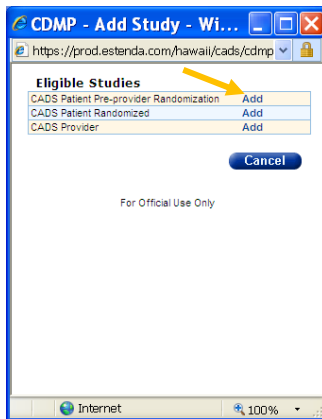 CDMP - Add Study - Wi...
https://prod.estenda.com/hawaii/cads/cdmp
Eligible Studies
CADS Patient Pre-provider Randomization Add
CADS Patient Randomized Add
CADS Provider Add
Cancel
For Official Use Only
Internet 100%